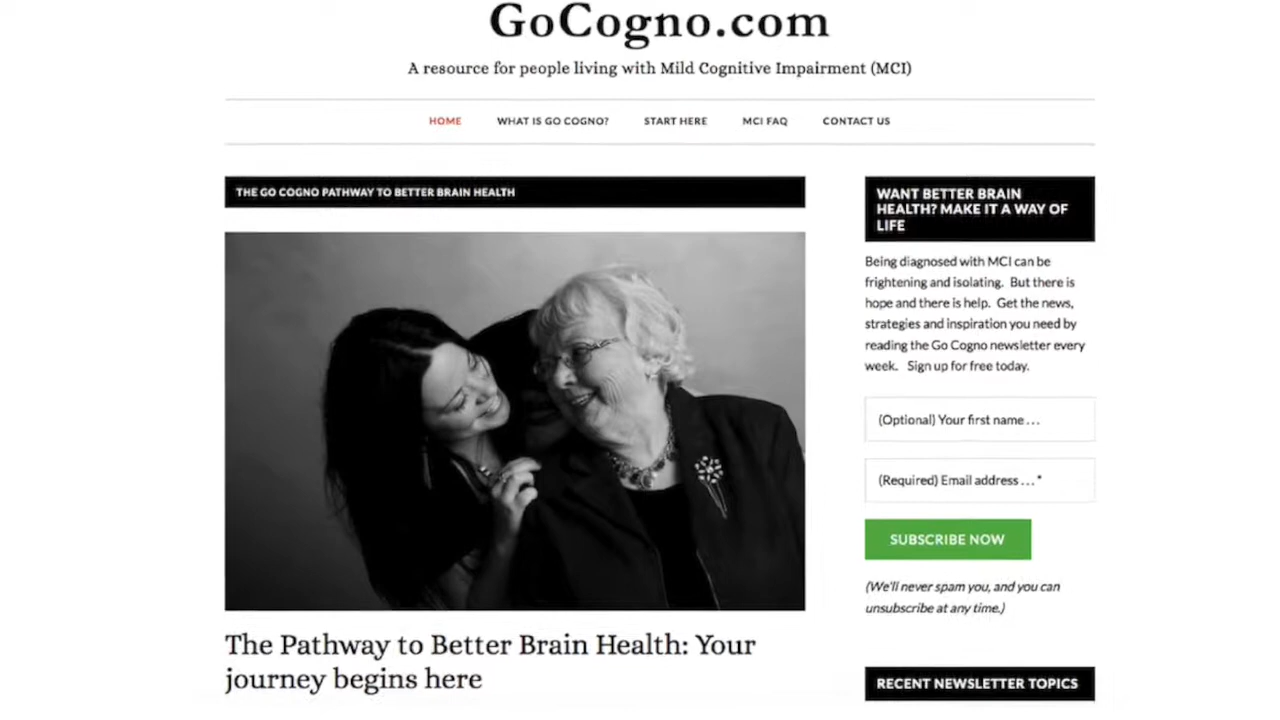 GoCogno.com
A resource for people living with Mild Cognitive Impairment (MCI)
HOME WHAT IS GO COGNO? START HERE MCI FAQ CONTACT US
THE GO COGNO PATHWAY TO BETTER BRAIN HEALTH
The Pathway to Better Brain Health: Your
journey begins here
WANT BETTER BRAIN
HEALTH? MAKE IT A WAY OF
LIFE
Being diagnosed with MCI can be
frightening and isolating. But there is
hope and there is help. Get the news,
strategies and inspiration you need by
reading the Go Cogno newsletter every
week. Sign up for free today.
(Optional) Your first name . . .
(Required) Email address . . . *
SUBSCRIBE NOW
(We'll never spam you, and you can
unsubscribe at any time.)
RECENT NEWSLETTER TOPICS